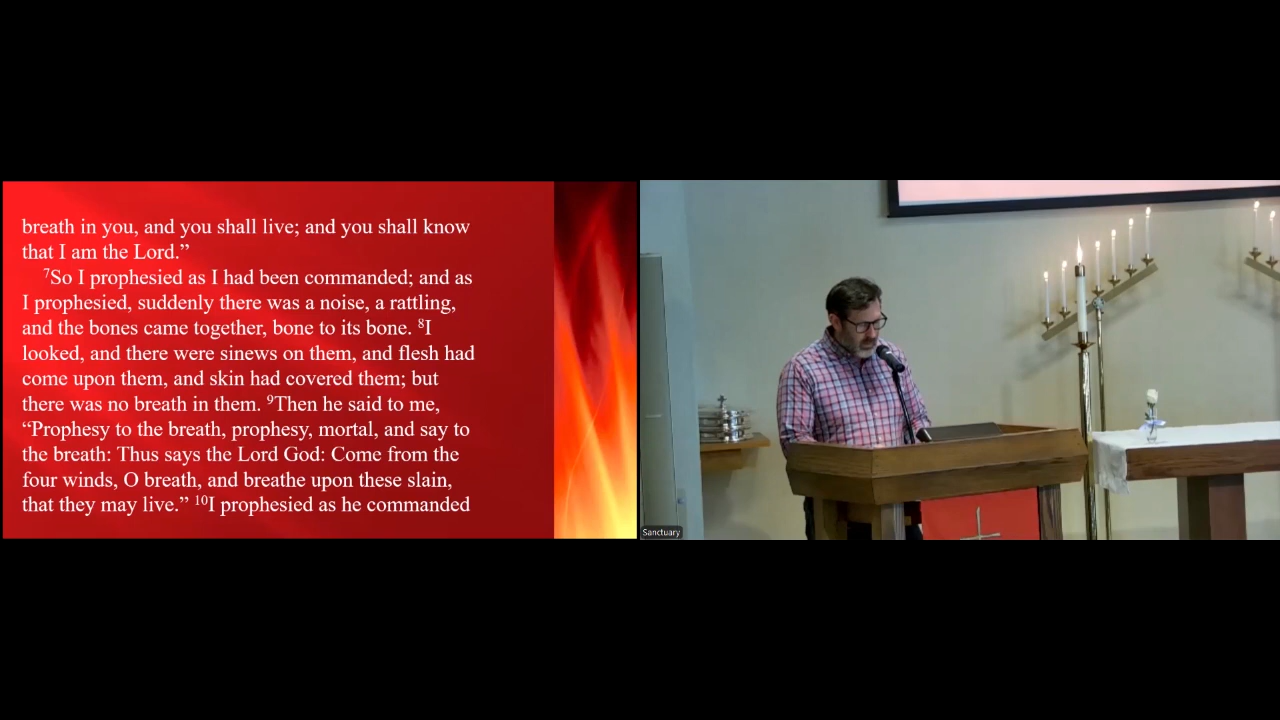 breath in you, and you shall live; and you shall know
that I am the Lord.”
⁷So I prophesied as I had been commanded; and as
I prophesied, suddenly there was a noise, a rattling,
and the bones came together, bone to its bone. ⁸I
looked, and there were sinews on them, and flesh had
come upon them, and skin had covered them; but
there was no breath in them. ⁹Then he said to me,
“Prophesy to the breath, prophesy, mortal, and say to
the breath: Thus says the Lord God: Come from the
four winds, O breath, and breathe upon these slain,
that they may live.” ¹⁰I prophesied as he commanded
Sanctuary